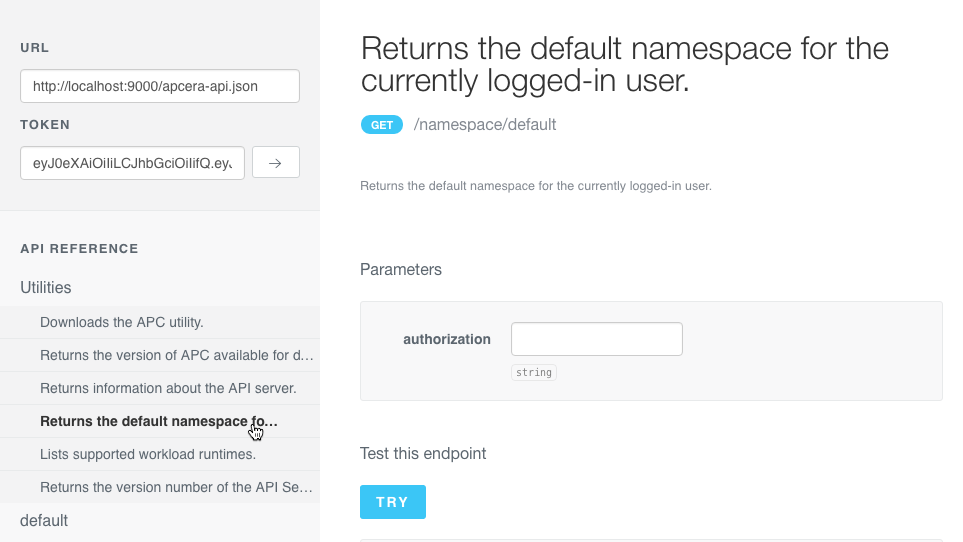 URL
http://localhost:9000/apcera-api.json
TOKEN
eyJ0eXAiOiIiLCJhbGciOiIifQ.ey
API REFERENCE
Utilities
Downloads the APC utility.
Returns the version of APC available for d…
Returns information about the API server.
Returns the default namespace fo…
Lists supported workload runtimes.
Returns the version number of the API Se…
default
Returns the default namespace for the
currently logged-in user.
GET /namespace/default
Returns the default namespace for the currently logged-in user.
Parameters
authorization
string
Test this endpoint
TRY